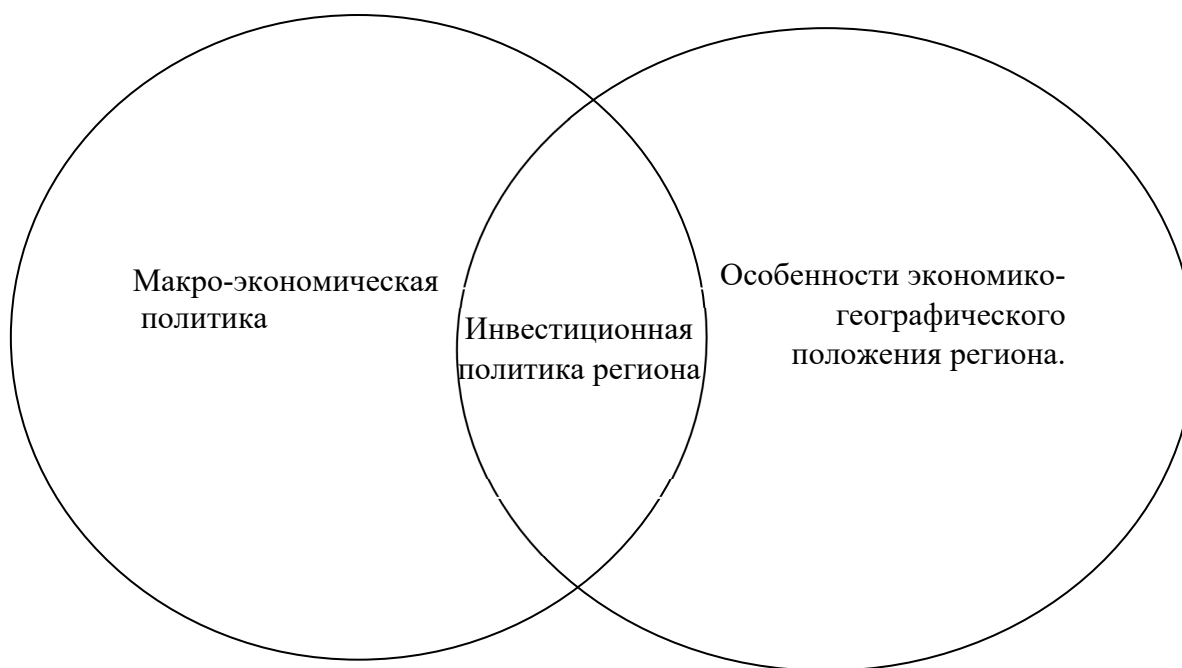 Макро-экономическая
политика
Инвестиционная
политика региона
Особенности экономико-
географического
положения региона.